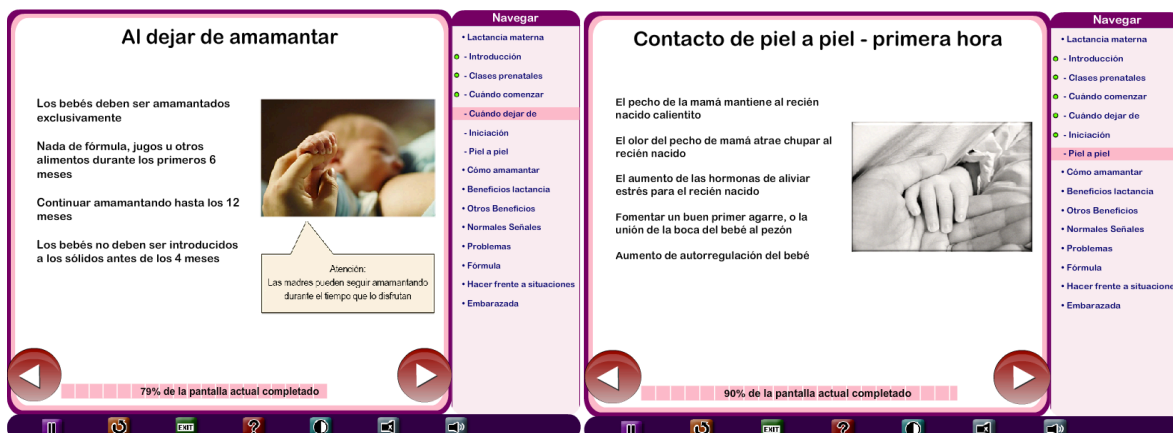 Al dejar de amamantar
Los bebés deben ser amamantados
exclusivamente
Nada de fórmula, jugos u otros
alimentos durante los primeros 6
meses
Continuar amamantando hasta los 12
meses
Los bebés no deben ser introducidos
a los sólidos antes de los 4 meses
Atención:
Las madres pueden seguir amamantando
durante el tiempo que lo disfrutan
79% de la pantalla actual completado
Navegar
• Lactancia materna
- Introducción
- Clases prenatales
- Cuándo comenzar
- Cuándo dejar de
- Iniciación
- Piel a piel
• Cómo amamantar
• Beneficios lactancia
• Otros Beneficios
• Normales Señales
• Problemas
• Fórmula
• Hacer frente a situaciones
• Embarazada
EXIT
?
Contacto de piel a piel - primera hora
El pecho de la mamá mantiene al recién
nacido calientito
El olor del pecho de mamá atrae chupar al
recién nacido
El aumento de las hormonas de aliviar
estrés para el recién nacido
Fomentar un buen primer agarre, o la
unión de la boca del bebé al pezón
Aumento de autorregulación del bebé
90% de la pantalla actual completado
Navegar
• Lactancia materna
- Introducción
- Clases prenatales
- Cuándo comenzar
- Cuándo dejar de
- Iniciación
- Piel a piel
• Cómo amamantar
• Beneficios lactancia
• Otros Beneficios
• Normales Señales
• Problemas
• Fórmula
• Hacer frente a situacione
• Embarazada
EXIT
?